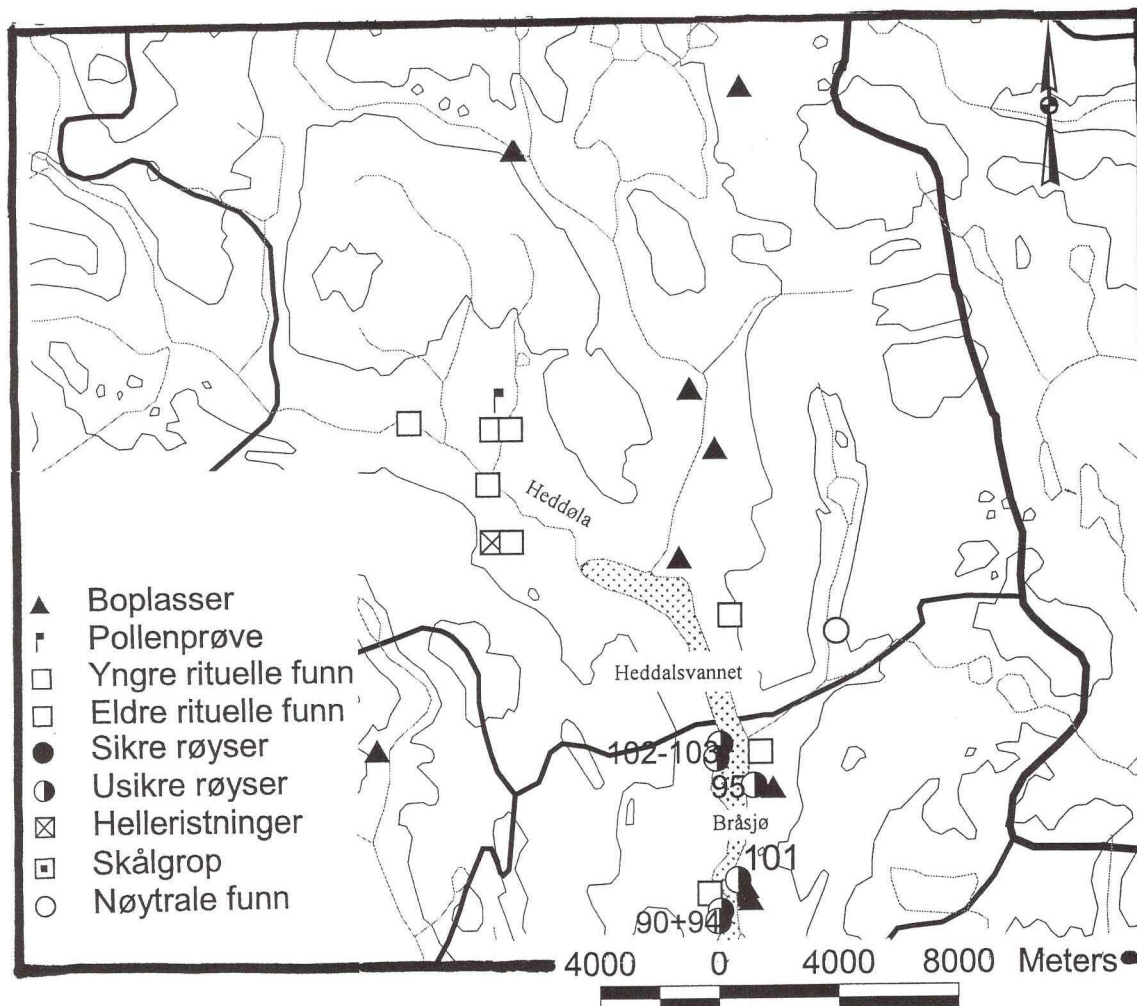 Heddøla
Boplasser
Pollenprøve
Yngre rituelle funn
Eldre rituelle funn
Sikre røyser
Usikre røyser
Helleristninger
Skålgrop
Nøytrale funn
Heddalsvannet
102-103
95
Bråsjø
101
90+94
4000 0 4000 8000 Meters